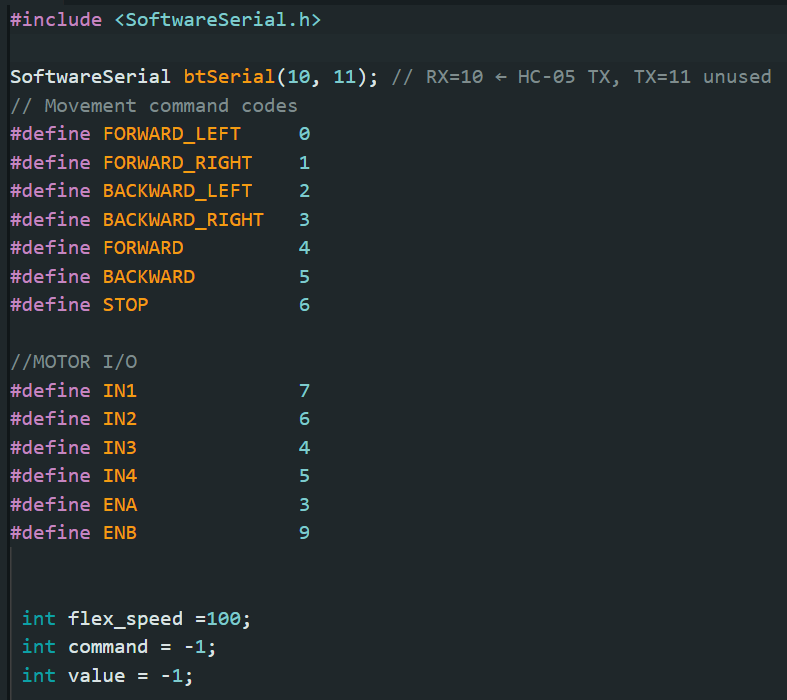 #include <SoftwareSerial.h>
SoftwareSerial btSerial(10, 11); // RX=10 ← HC-05 TX, TX=11 unused
// Movement command codes
#define FORWARD_LEFT 0
#define FORWARD_RIGHT 1
#define BACKWARD_LEFT 2
#define BACKWARD_RIGHT 3
#define FORWARD 4
#define BACKWARD 5
#define STOP 6
//MOTOR I/O
#define IN1 7
#define IN2 6
#define IN3 4
#define IN4 5
#define ENA 3
#define ENB 9
int flex_speed =100;
int command = -1;
int value = -1;